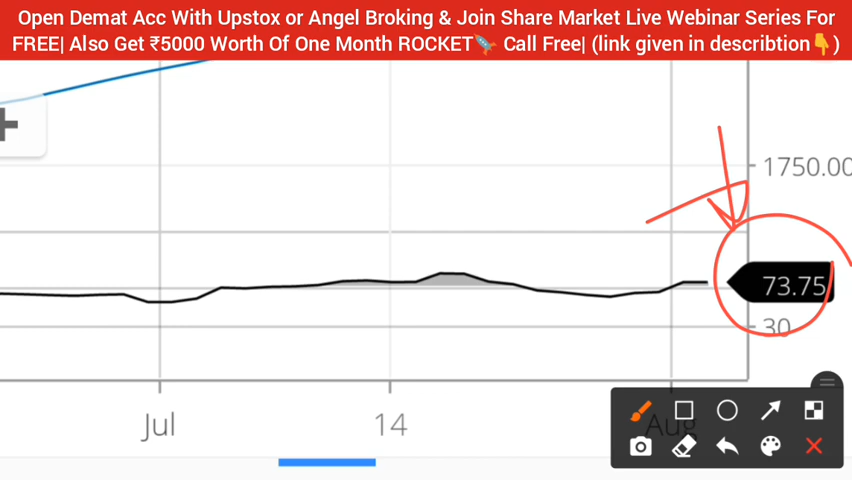 Open Demat Acc With Upstox or Angel Broking & Join Share Market Live Webinar Series For
FREE| Also Get ₹5000 Worth Of One Month ROCKET🚀 Call Free| (link given in describtion👇)
1750.00
73.75
30
Jul
14
Aug